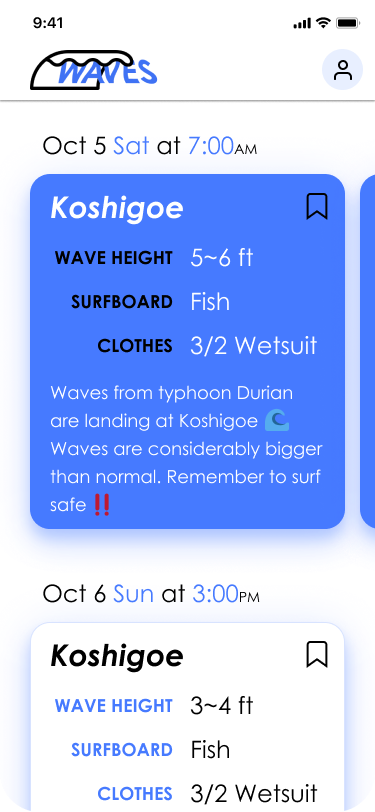 9:41
WAVES
Oct 5 Sat at 7:00AM
Koshigoe
WAVE HEIGHT 5~6 ft
SURFBOARD Fish
CLOTHES 3/2 Wetsuit
Waves from typhoon Durian
are landing at Koshigoe 🌊
Waves are considerably bigger
than normal. Remember to surf
safe ‼️
Oct 6 Sun at 3:00PM
Koshigoe
WAVE HEIGHT 3~4 ft
SURFBOARD Fish
CLOTHES 3/2 Wetsuit